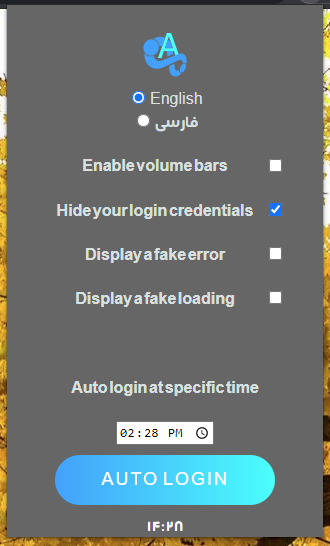 A
English
فارسی
Enable volume bars
Hide your login credentials
Display a fake error
Display a fake loading
Auto login at specific time
02:28 PM
AUTO LOGIN
۱۴:۲۸